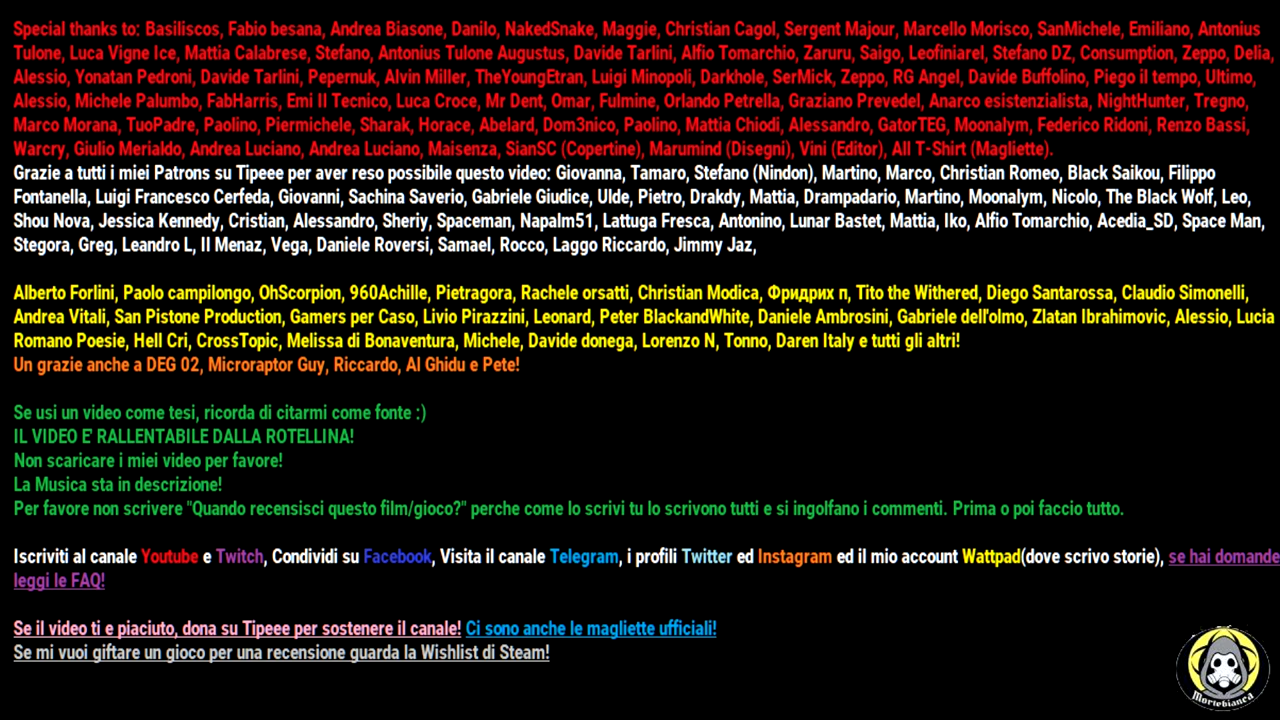 Special thanks to: Basiliscos, Fabio besana, Andrea Biasone, Danilo, NakedSnake, Maggie, Christian Cagol, Sergent Majour, Marcello Morisco, SanMichele, Emiliano, Antonius
Tulone, Luca Vigne Ice, Mattia Calabrese, Stefano, Antonius Tulone Augustus, Davide Tarlini, Alfio Tomarchio, Zaruru, Saigo, Leofiniarel, Stefano DZ, Consumption, Zeppo, Delia,
Alessio, Yonatan Pedroni, Davide Tarlini, Pepernuk, Alvin Miller, TheYoungEtran, Luigi Minopoli, Darkhole, SerMick, Zeppo, RG Angel, Davide Buffolino, Piego il tempo, Ultimo,
Alessio, Michele Palumbo, FabHarris, Emi Il Tecnico, Luca Croce, Mr Dent, Omar, Fulmine, Orlando Petrella, Graziano Prevedel, Anarco esistenzialista, NightHunter, Tregno,
Marco Morana, TuoPadre, Paolino, Piermichele, Sharak, Horace, Abelard, Dom3nico, Paolino, Mattia Chiodi, Alessandro, GatorTEG, Moonalym, Federico Ridoni, Renzo Bassi,
Warcry, Giulio Merialdo, Andrea Luciano, Andrea Luciano, Maisenza, SianSC (Copertine), Marumind (Disegni), Vini (Editor), All T-Shirt (Magliette).
Grazie a tutti i miei Patrons su Tipeee per aver reso possibile questo video: Giovanna, Tamaro, Stefano (Nindon), Martino, Marco, Christian Romeo, Black Saikou, Filippo
Fontanella, Luigi Francesco Cerfeda, Giovanni, Sachina Saverio, Gabriele Giudice, Ulde, Pietro, Drakdy, Mattia, Drampadario, Martino, Moonalym, Nicolo, The Black Wolf, Leo,
Shou Nova, Jessica Kennedy, Cristian, Alessandro, Sheriy, Spaceman, Napalm51, Lattuga Fresca, Antonino, Lunar Bastet, Mattia, Iko, Alfio Tomarchio, Acedia_SD, Space Man,
Stegora, Greg, Leandro L, Il Menaz, Vega, Daniele Roversi, Samael, Rocco, Laggo Riccardo, Jimmy Jaz,
Alberto Forlini, Paolo campilongo, OhScorpion, 960Achille, Pietragora, Rachele orsatti, Christian Modica, Фридрих п, Tito the Withered, Diego Santarossa, Claudio Simonelli,
Andrea Vitali, San Pistone Production, Gamers per Caso, Livio Pirazzini, Leonard, Peter BlackandWhite, Daniele Ambrosini, Gabriele dell'olmo, Zlatan Ibrahimovic, Alessio, Lucia
Romano Poesie, Hell Cri, CrossTopic, Melissa di Bonaventura, Michele, Davide donega, Lorenzo N, Tonno, Daren Italy e tutti gli altri!
Un grazie anche a DEG 02, Microraptor Guy, Riccardo, Al Ghidu e Pete!
Se usi un video come tesi, ricorda di citarmi come fonte :)
IL VIDEO E' RALLENTABILE DALLA ROTELLINA!
Non scaricare i miei video per favore!
La Musica sta in descrizione!
Per favore non scrivere "Quando recensisci questo film/gioco?" perche come lo scrivi tu lo scrivono tutti e si ingolfano i commenti. Prima o poi faccio tutto.
Iscriviti al canale Youtube e Twitch, Condividi su Facebook, Visita il canale Telegram, i profili Twitter ed Instagram ed il mio account Wattpad(dove scrivo storie), se hai domande
leggi le FAQ!
Se il video ti e piaciuto, dona su Tipeee per sostenere il canale! Ci sono anche le magliette ufficiali!
Se mi vuoi giftare un gioco per una recensione guarda la Wishlist di Steam!
Mortebianca